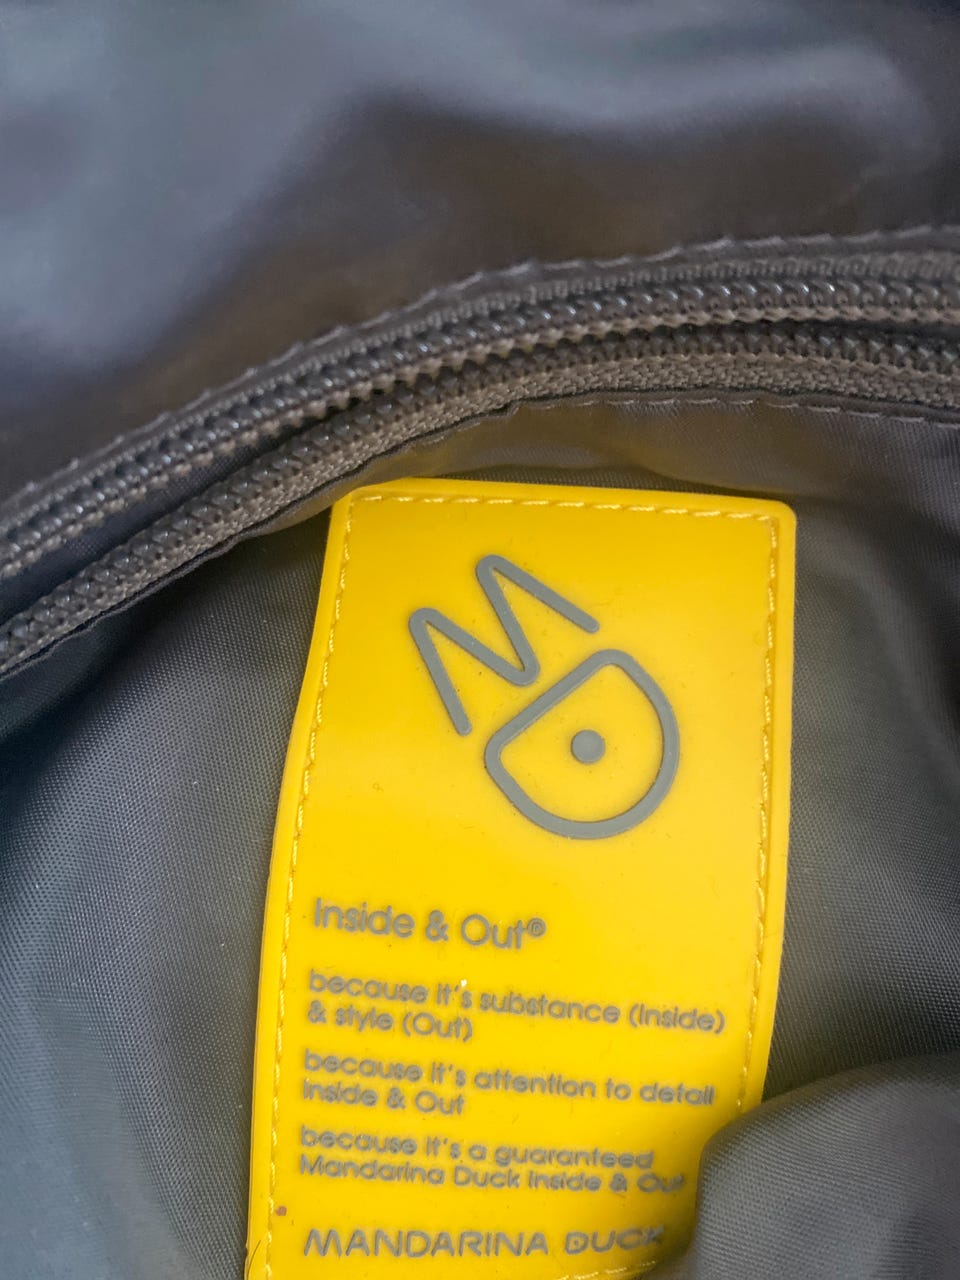 MD
Inside & Out®
because it's substance (Inside)
& style (Out)
because it's attention to detail
Inside & Out
because it's a guaranteed
Mandarina Duck Inside & Out
MANDARINA DUCK